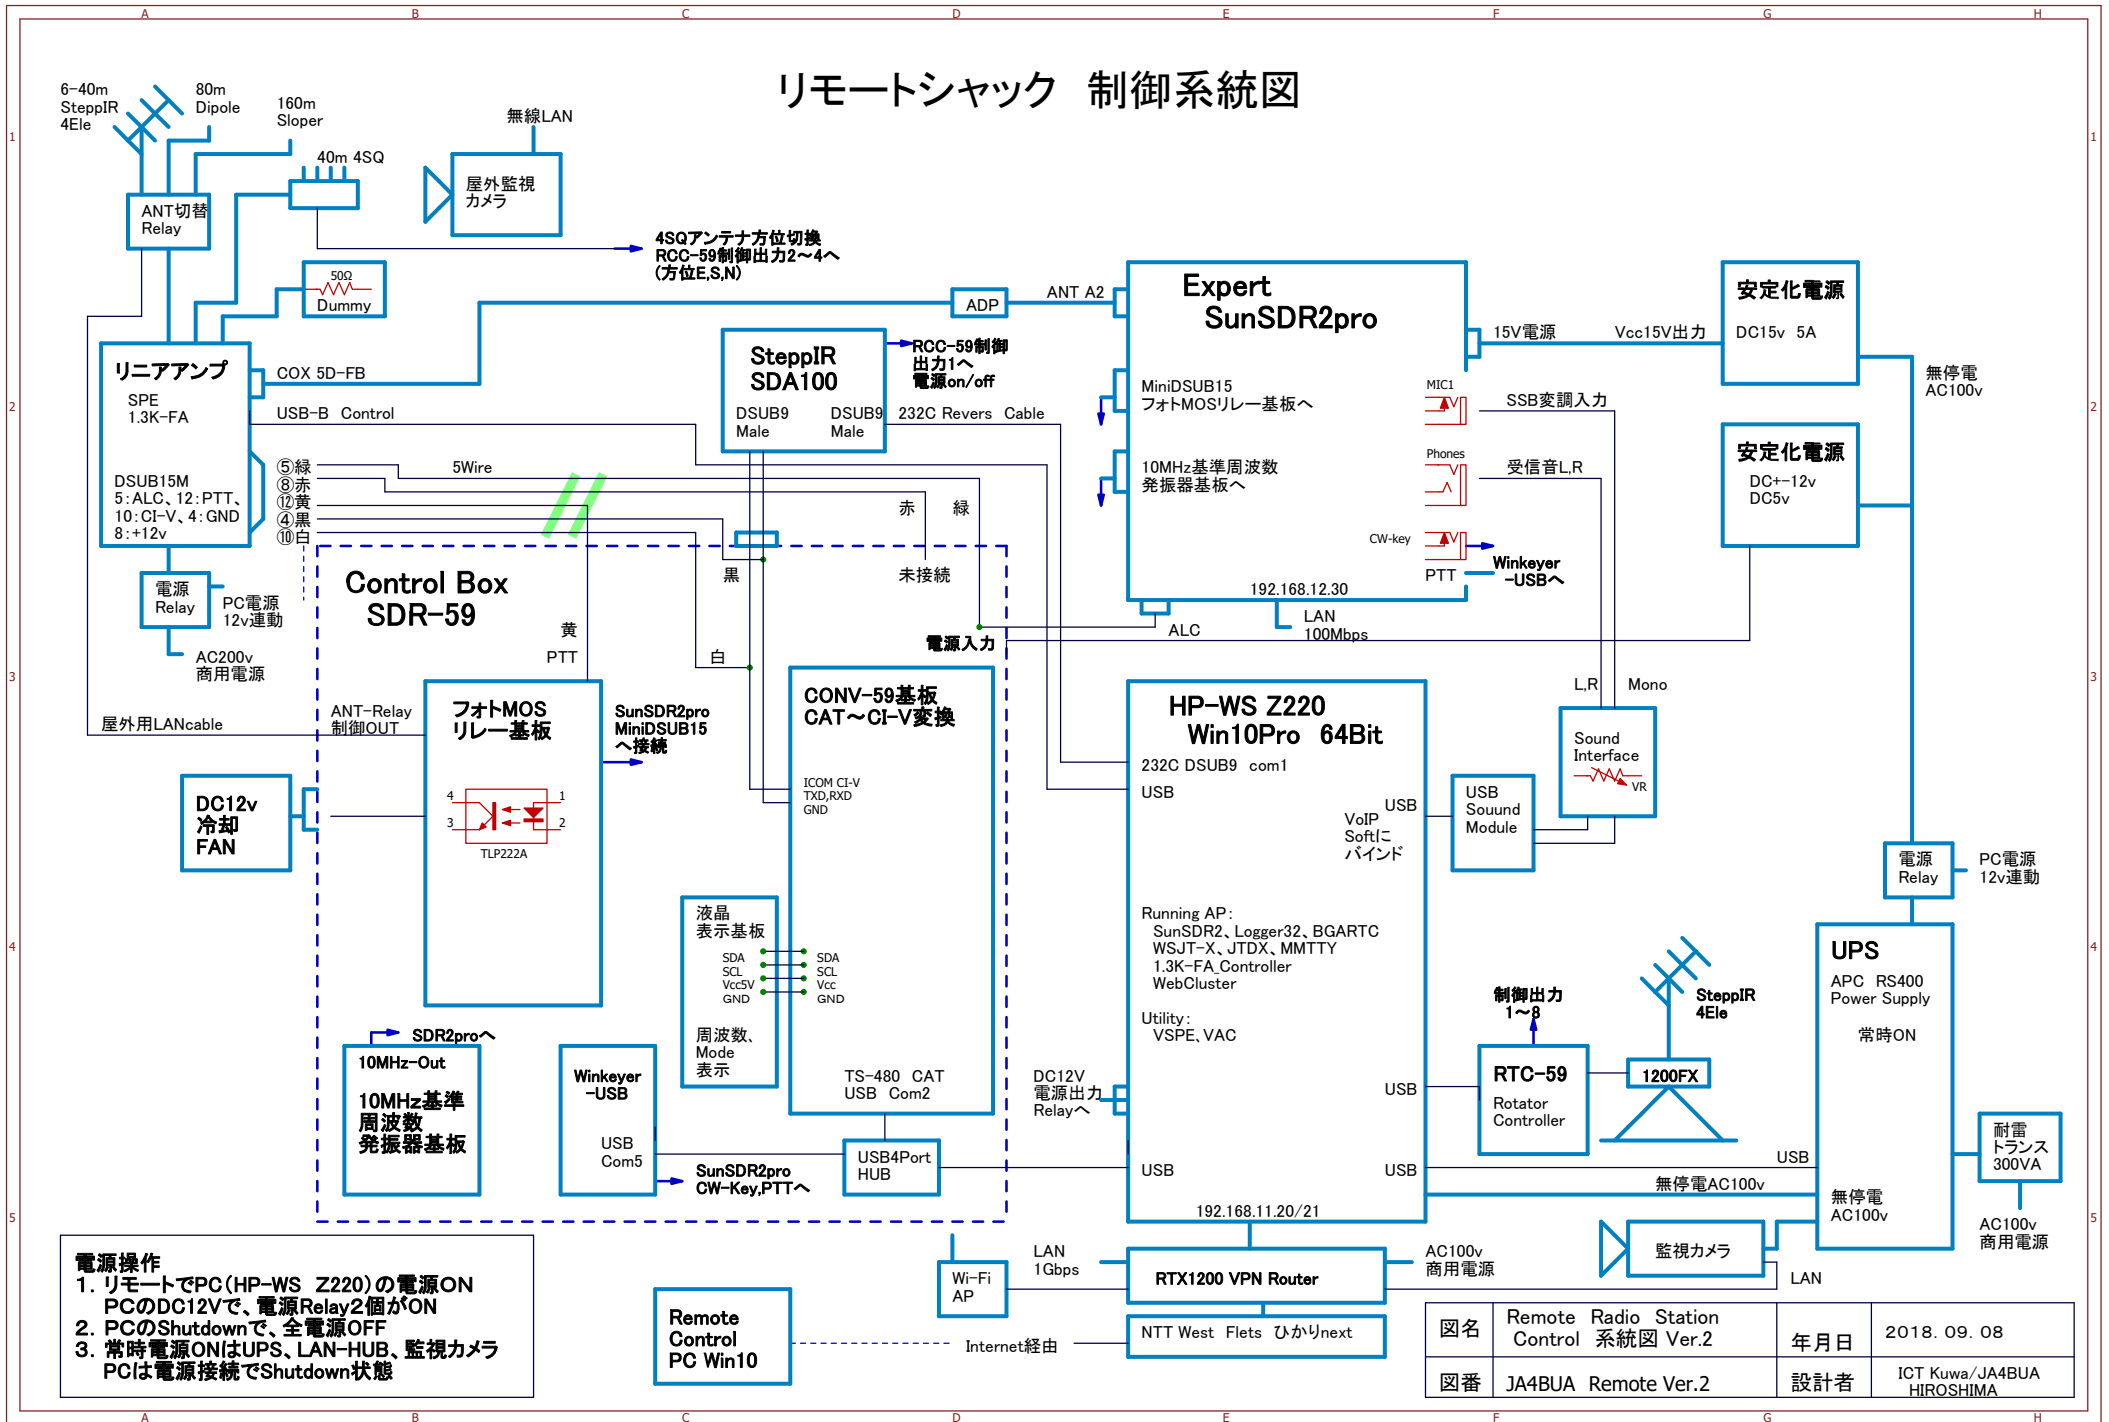 A B C D E F G H
リモートシャック 制御系統図
6-40m
SteppIR
4Ele
80m
Dipole
160m
Sloper
40m 4SQ
無線LAN
屋外監視
カメラ
ANT切替
Relay
4SQアンテナ方位切換
RCC-59制御出力2～4へ
(方位E,S,N)
50Ω
Dummy
ADP
ANT A2
リニアアンプ
SPE
1.3K-FA
DSUB15M
5:ALC、12:PTT、
10:CI-V、4:GND
8:+12v
COX 5D-FB
USB-B Control
⑤緑
⑧赤
⑫黄
④黒
⑩白
5Wire
SteppIR
SDA100
DSUB9
Male
DSUB9
Male
RCC-59制御
出力1へ
電源on/off
232C Revers Cable
赤
緑
黒
未接続
Expert
SunSDR2pro
MiniDSUB15
フォトMOSリレー基板へ
10MHz基準周波数
発振器基板へ
15V電源
MIC1
Phones
CW-key
PTT
192.168.12.30
LAN
100Mbps
ALC
SSB変調入力
受信音L,R
Winkeyer
-USBへ
Vcc15V出力
安定化電源
DC15v 5A
無停電
AC100v
安定化電源
DC+-12v
DC5v
電源
Relay
PC電源
12v連動
AC200v
商用電源
Control Box
SDR-59
黄
PTT
白
電源入力
屋外用LANcable
ANT-Relay
制御OUT
フォトMOS
リレー基板
4
3
1
2
TLP222A
SunSDR2pro
MiniDSUB15
へ接続
CONV-59基板
CAT～CI-V変換
ICOM CI-V
TXD,RXD
GND
DC12v
冷却
FAN
液晶
表示基板
SDA
SCL
Vcc5V
GND
SDA
SCL
Vcc
GND
周波数、
Mode
表示
TS-480 CAT
USB Com2
SDR2proへ
10MHz-Out
10MHz基準
周波数
発振器基板
Winkeyer
-USB
USB
Com5
SunSDR2pro
CW-Key,PTTへ
USB4Port
HUB
HP-WS Z220
Win10Pro 64Bit
232C DSUB9 com1
USB
USB
VoIP
Softに
バインド
Running AP:
SunSDR2、Logger32、BGARTC
WSJT-X、JTDX、MMTTY
1.3K-FA_Controller
WebCluster
Utility:
VSPE、VAC
DC12V
電源出力
Relayへ
USB
USB
USB
192.168.11.20/21
L,R
Mono
Sound
Interface
VR
USB
Souund
Module
電源
Relay
PC電源
12v連動
制御出力
1～8
RTC-59
Rotator
Controller
SteppIR
4Ele
1200FX
UPS
APC RS400
Power Supply
常時ON
USB
無停電AC100v
無停電
AC100v
耐雷
トランス
300VA
AC100v
商用電源
監視カメラ
LAN
LAN
1Gbps
Wi-Fi
AP
RTX1200 VPN Router
AC100v
商用電源
NTT West Flets ひかりnext
Internet経由
Remote
Control
PC Win10
電源操作
1. リモートでPC(HP-WS Z220)の電源ON
PCのDC12Vで、電源Relay2個がON
2. PCのShutdownで、全電源OFF
3. 常時電源ONはUPS、LAN-HUB、監視カメラ
PCは電源接続でShutdown状態
図名
Remote Radio Station
Control 系統図 Ver.2
年月日
2018. 09. 08
図番
JA4BUA Remote Ver.2
設計者
ICT Kuwa/JA4BUA
HIROSHIMA
1
2
3
4
5
1
2
3
4
5
A B C D E F G H